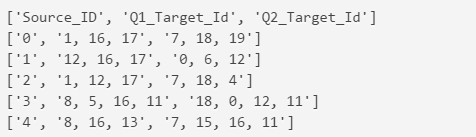 ['Source_ID', 'Q1_Target_Id', 'Q2_Target_Id']
['0', '1, 16, 17', '7, 18, 19']
['1', '12, 16, 17', '0, 6, 12']
['2', '1, 12, 17', '7, 18, 4']
['3', '8, 5, 16, 11', '18, 0, 12, 11']
['4', '8, 16, 13', '7, 15, 16, 11']